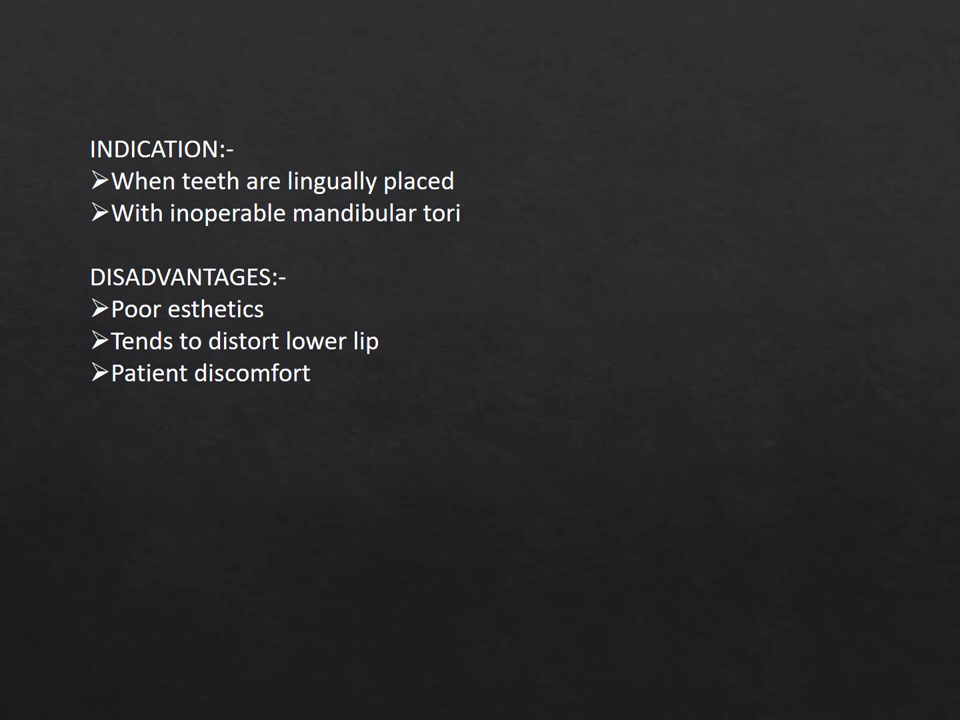 INDICATION:-
➢When teeth are lingually placed
➢With inoperable mandibular tori
DISADVANTAGES:-
➢Poor esthetics
➢Tends to distort lower lip
➢Patient discomfort